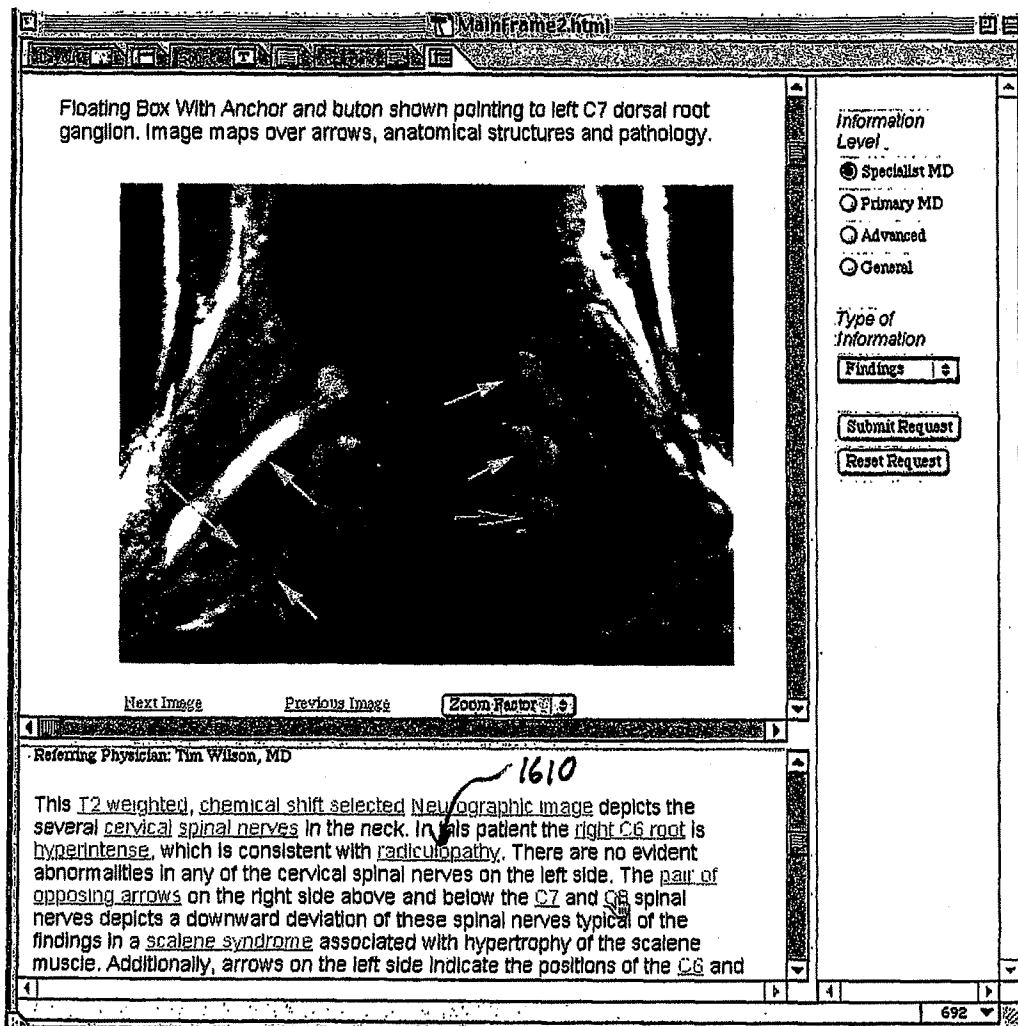 MainFrame2.html
Floating Box With Anchor and buton shown pointing to left C7 dorsal root
ganglion. Image maps over arrows, anatomical structures and pathology.
Information
Level
Specialist MD
Primary MD
Advanced
General
Type of
Information
Findings
Submit Request
Reset Request
Next Image
Previous Image
Zoom Factor
Referring Physician: Tim Wilson, MD
1610
This T2 weighted, chemical shift selected Neurographic image depicts the
several cervical spinal nerves in the neck. In this patient the right C6 root is
hyperintense, which is consistent with radiculopathy. There are no evident
abnormalities in any of the cervical spinal nerves on the left side. The pair of
opposing arrows on the right side above and below the C7 and C8 spinal
nerves depicts a downward deviation of these spinal nerves typical of the
findings in a scalene syndrome associated with hypertrophy of the scalene
muscle. Additionally, arrows on the left side indicate the positions of the C6 and
692